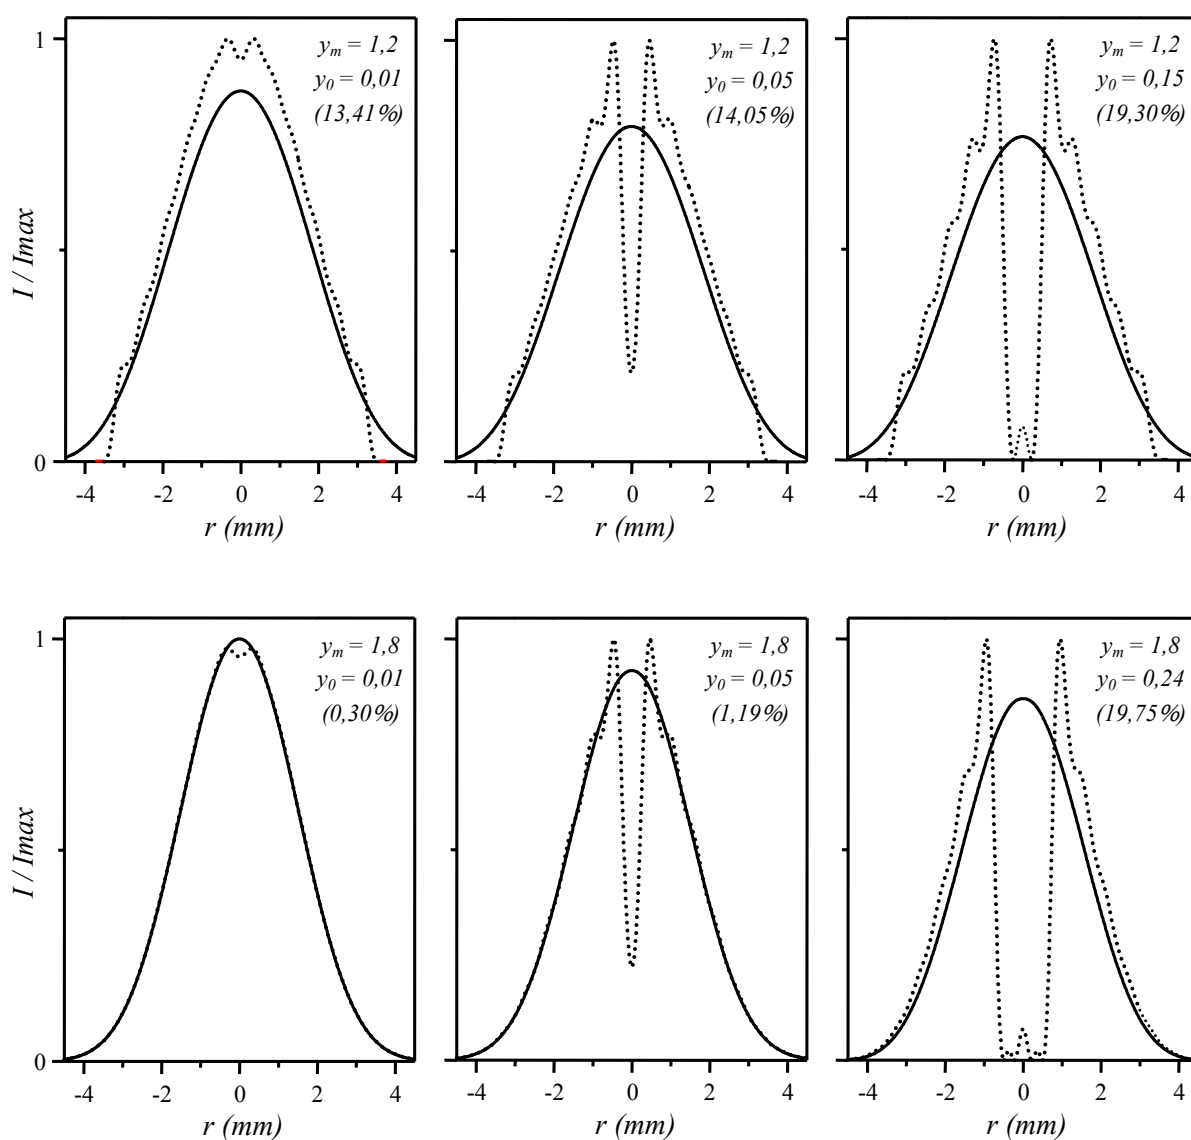 1
y_m = 1,2
y_0 = 0,01
(13,41%)
I / Imax
0
-4 -2 0 2 4
r (mm)
y_m = 1,2
y_0 = 0,05
(14,05%)
-4 -2 0 2 4
r (mm)
y_m = 1,2
y_0 = 0,15
(19,30%)
-4 -2 0 2 4
r (mm)
1
y_m = 1,8
y_0 = 0,01
(0,30%)
I / Imax
0
-4 -2 0 2 4
r (mm)
y_m = 1,8
y_0 = 0,05
(1,19%)
-4 -2 0 2 4
r (mm)
y_m = 1,8
y_0 = 0,24
(19,75%)
-4 -2 0 2 4
r (mm)